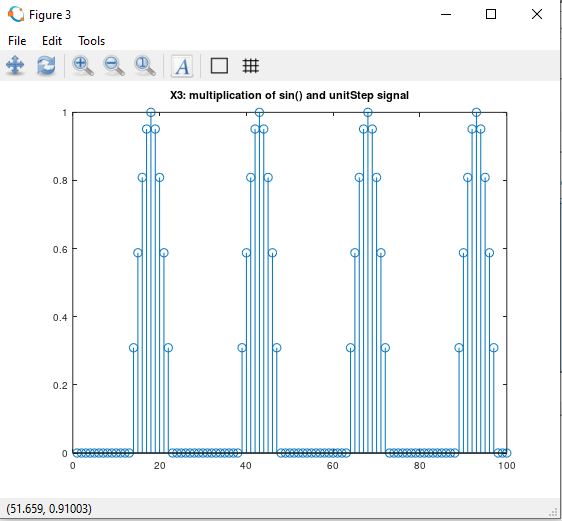 Figure 3
File Edit Tools
A
X3: multiplication of sin() and unitStep signal
1
0.8
0.6
0.4
0.2
0
0 20 40 60 80 100
(51.659, 0.91003)